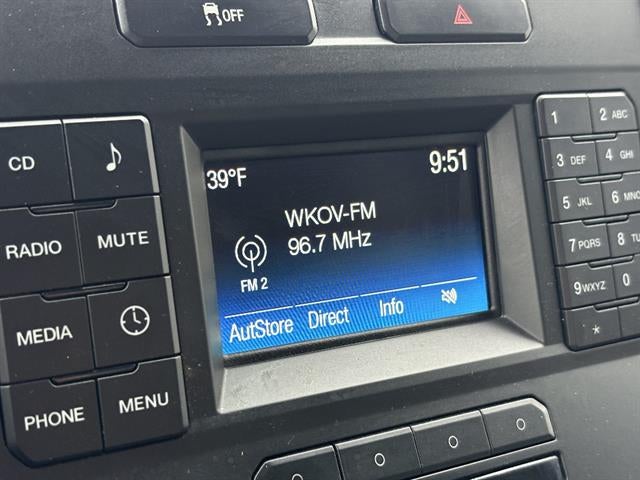 OFF
CD
RADIO
MUTE
MEDIA
PHONE
MENU
39°F
9:51
WKOV-FM
96.7 MHz
FM 2
AutStore Direct Info
1
2 ABC
3 DEF
4 GHI
5 JKL
6 MNO
7 PQRS
8 TU
9 WXYZ
0
*